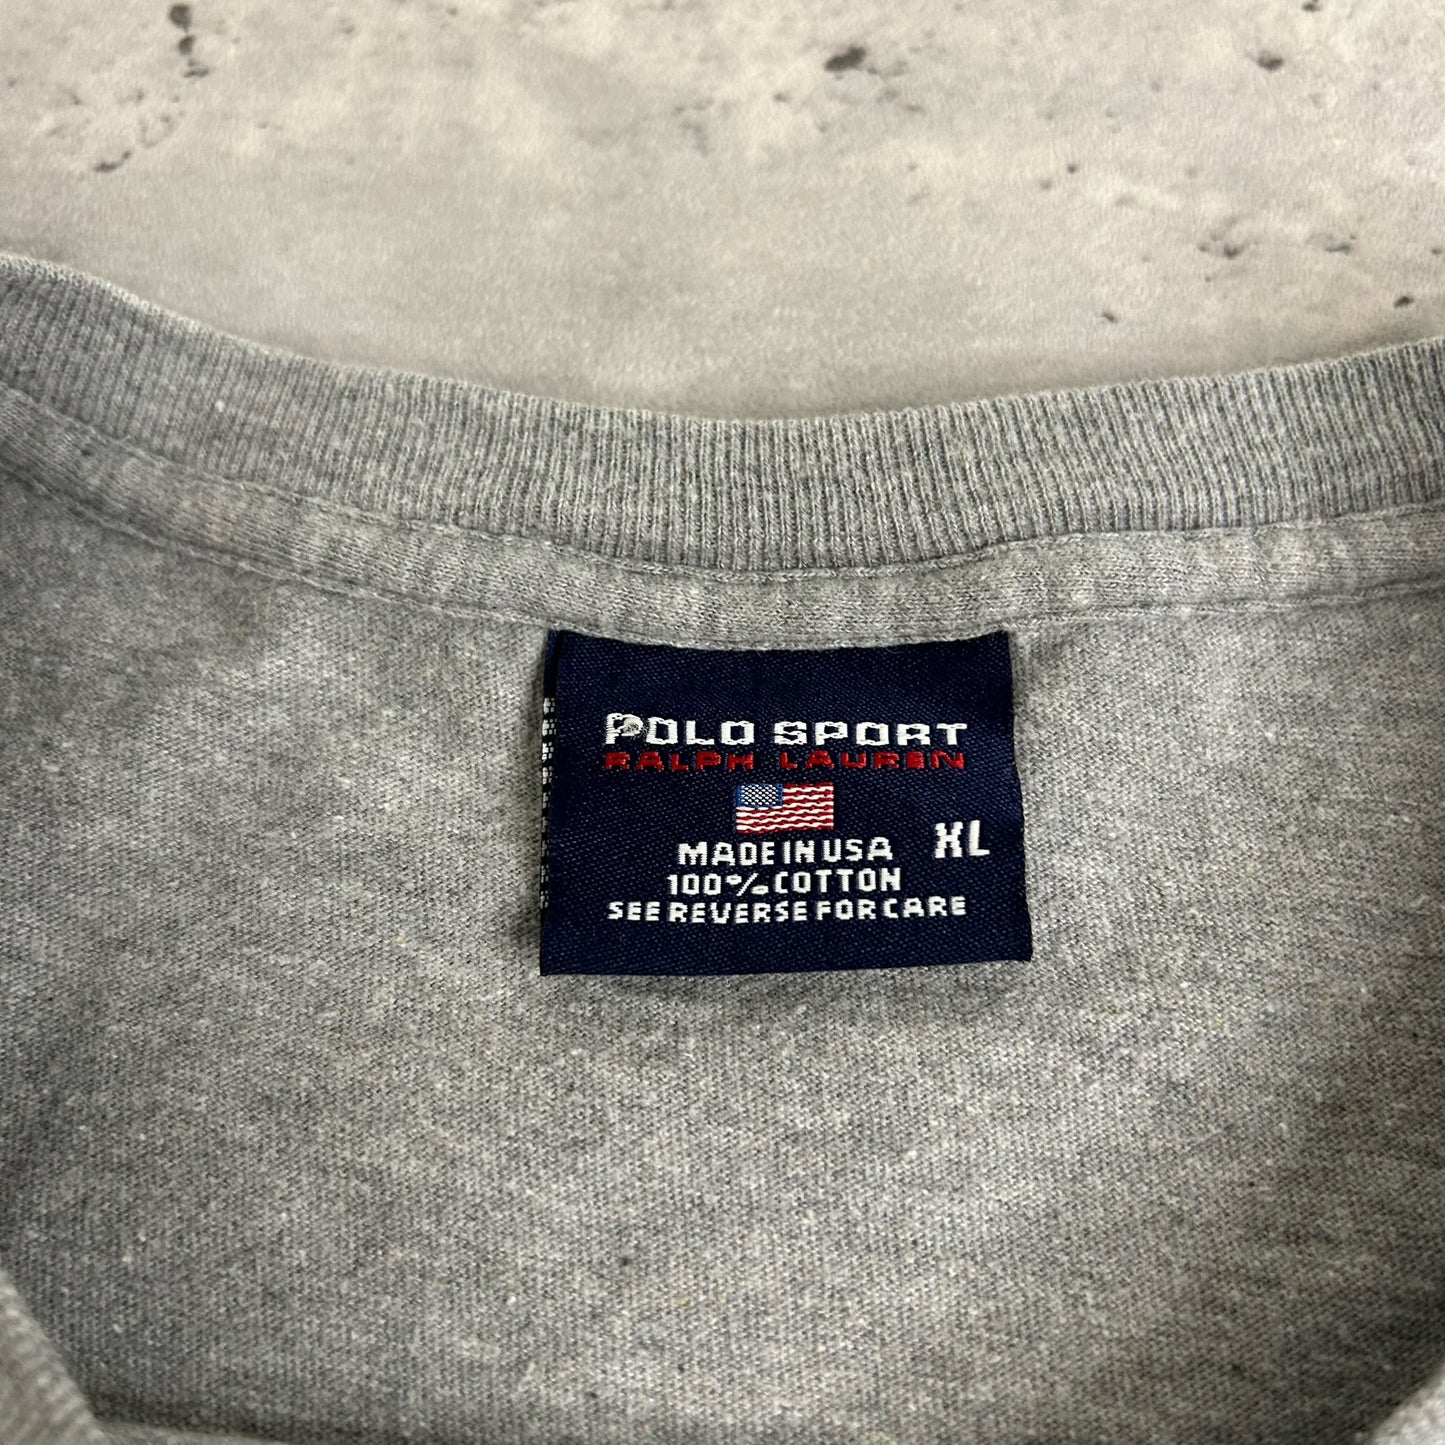 POLO SPORT
RALPH LAUREN
MADE IN USA XL
100% COTTON
SEE REVERSE FOR CARE